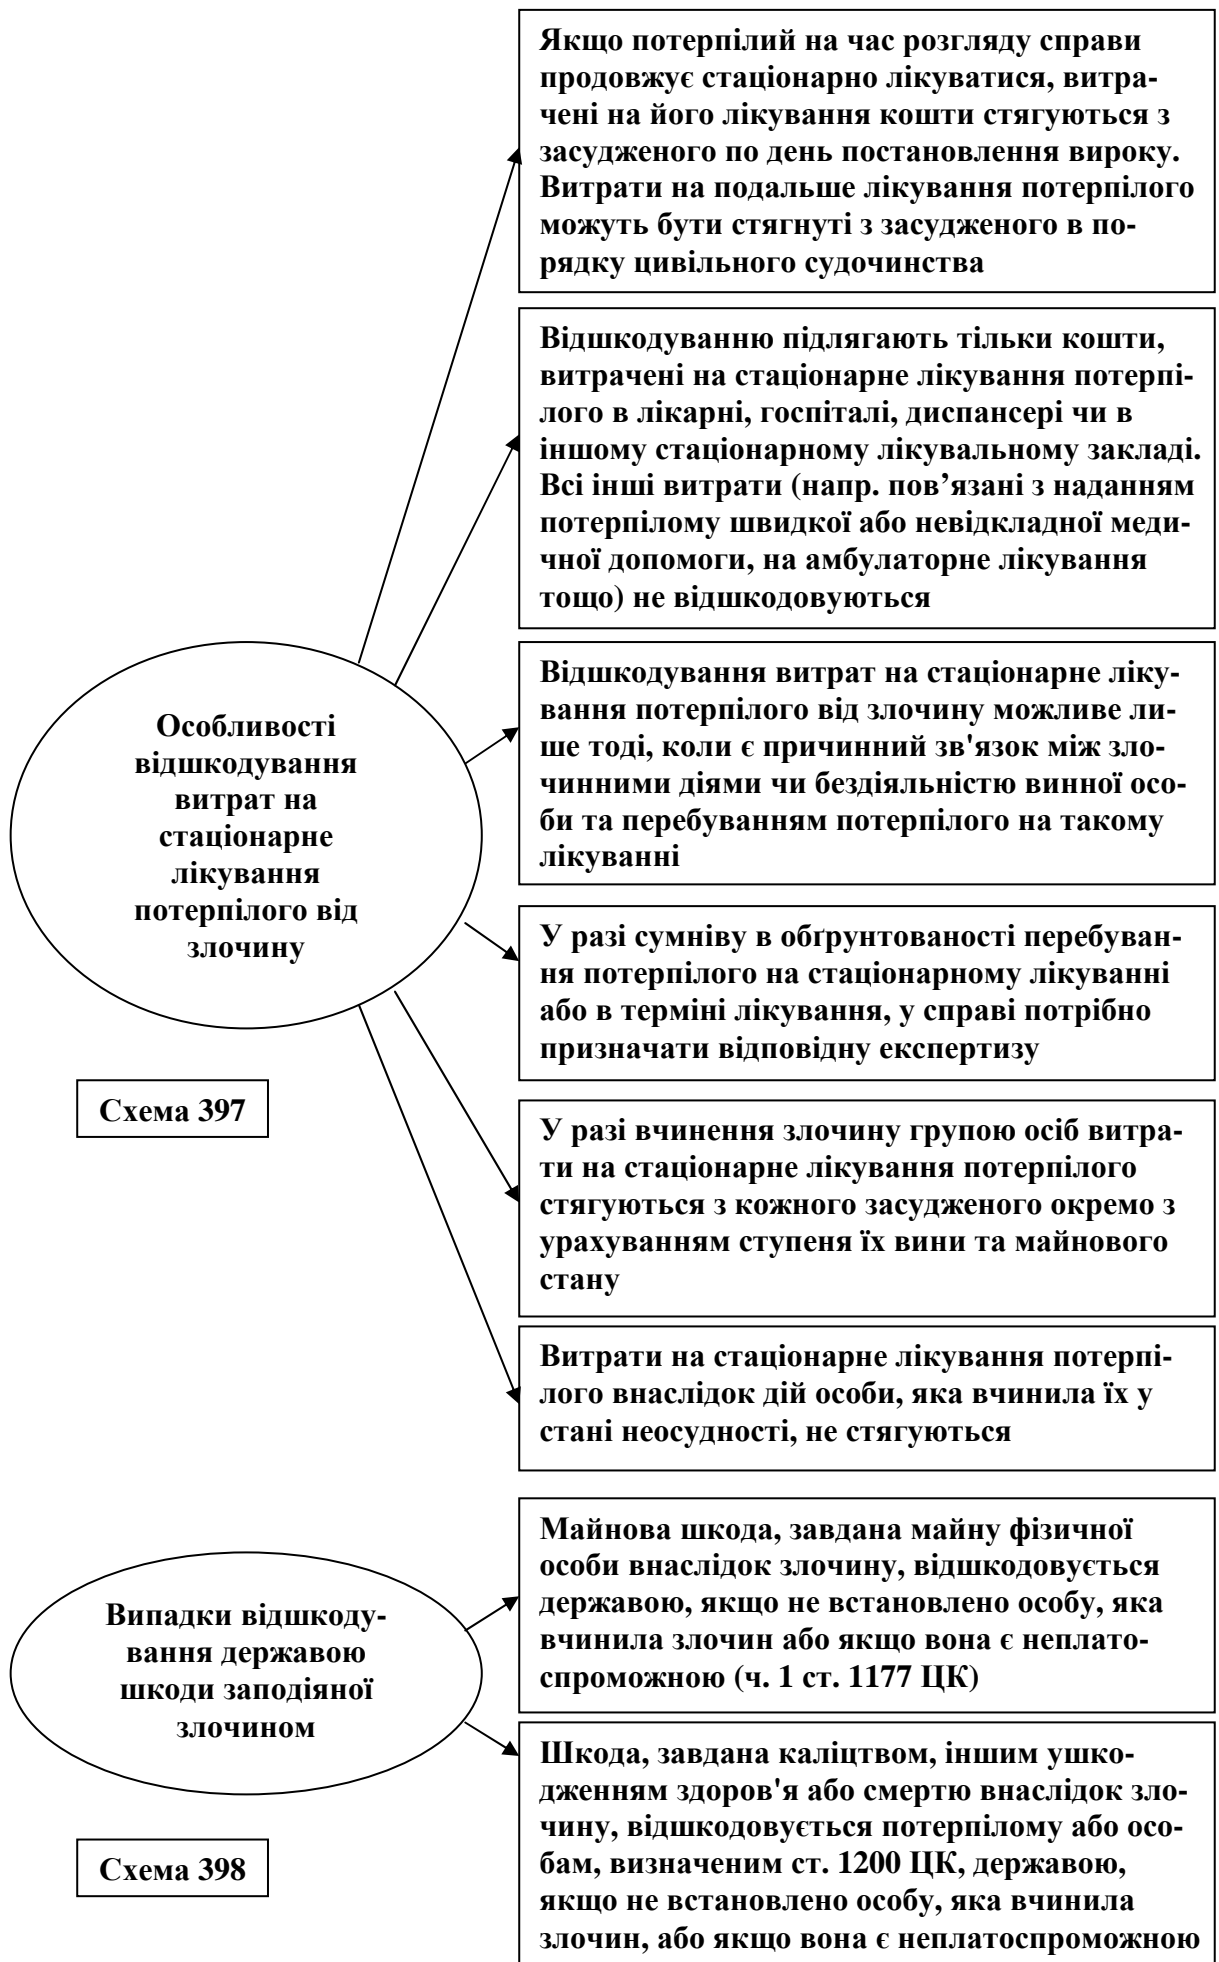 Якщо потерпілий на час розгляду справи
продовжує стаціонарно лікуватися, витра-
чені на його лікування кошти стягуються з
засудженого по день постановлення вироку.
Витрати на подальше лікування потерпілого
можуть бути стягнуті з засудженого в по-
рядку цивільного судочинства
Відшкодуванню підлягають тільки кошти,
витрачені на стаціонарне лікування потерпі-
лого в лікарні, госпіталі, диспансері чи в
іншому стаціонарному лікувальному закладі.
Всі інші витрати (напр. пов’язані з наданням
потерпілому швидкої або невідкладної меди-
чної допомоги, на амбулаторне лікування
тощо) не відшкодовуються
Особливості
відшкодування
витрат на
стаціонарне
лікування
потерпілого від
злочину
Відшкодування витрат на стаціонарне ліку-
вання потерпілого від злочину можливе ли-
ше тоді, коли є причинний зв'язок між зло-
чинними діями чи бездіяльністю винної осо-
би та перебуванням потерпілого на такому
лікуванні
У разі сумніву в обґрунтованості перебуван-
ня потерпілого на стаціонарному лікуванні
або в терміні лікування, у справі потрібно
призначати відповідну експертизу
Схема 397
У разі вчинення злочину групою осіб витра-
ти на стаціонарне лікування потерпілого
стягуються з кожного засудженого окремо з
урахуванням ступеня їх вини та майнового
стану
Витрати на стаціонарне лікування потерпі-
лого внаслідок дій особи, яка вчинила їх у
стані неосудності, не стягуються
Випадки відшкоду-
вання державою
шкоди заподіяної
злочином
Майнова шкода, завдана майну фізичної
особи внаслідок злочину, відшкодовується
державою, якщо не встановлено особу, яка
вчинила злочин або якщо вона є неплато-
спроможною (ч. 1 ст. 1177 ЦК)
Шкода, завдана каліцтвом, іншим ушко-
дженням здоров'я або смертю внаслідок зло-
чину, відшкодовується потерпілому або осо-
бам, визначеним ст. 1200 ЦК, державою,
якщо не встановлено особу, яка вчинила
злочин, або якщо вона є неплатоспроможною
Схема 398